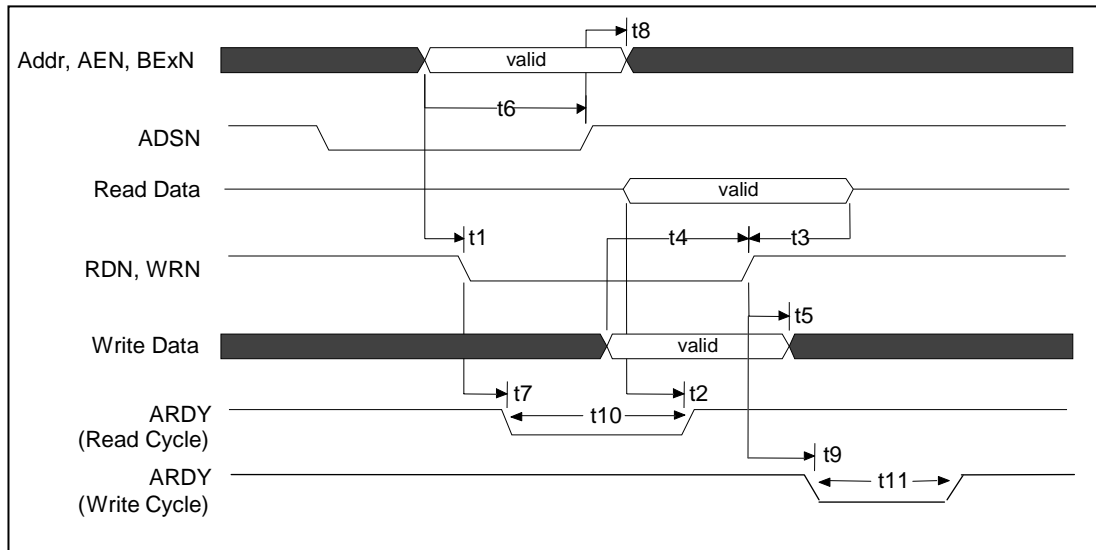 t8
Addr, AEN, BExN valid
t6
ADSN
Read Data valid
t1 t4 t3
RDN, WRN
t5
Write Data valid
t7 t10 t2
ARDY
(Read Cycle)
t9
ARDY t11
(Write Cycle)